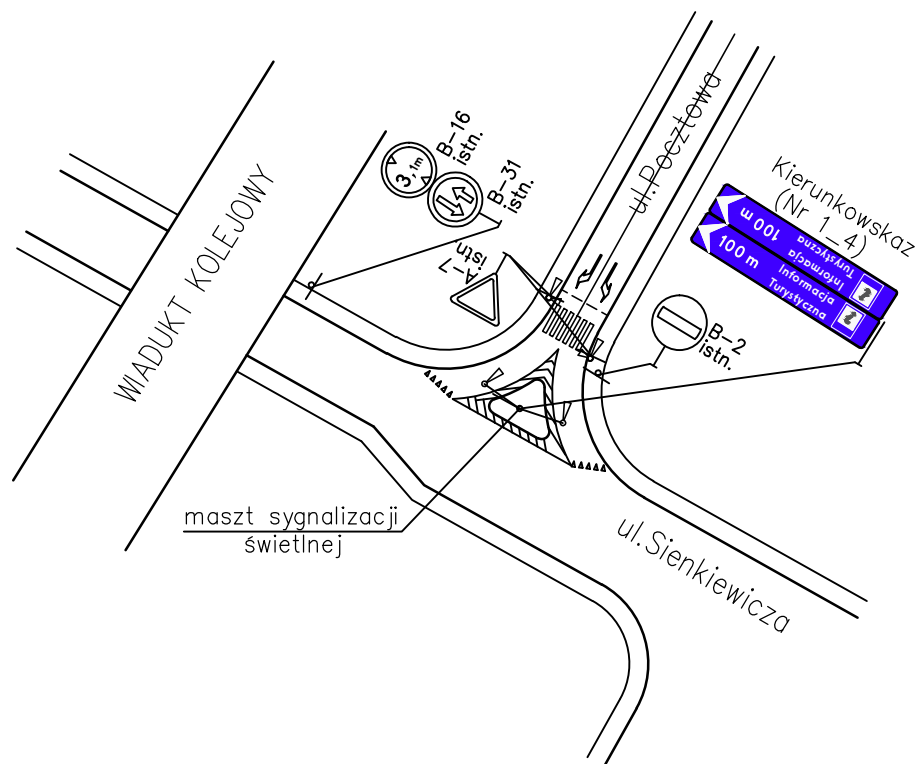 WIADUKT KOLEJOWY
3,1m
B-16
istn.
B-31
istn.
A-7
istn
ul.Pocztowa
Kierunkowskaz
(Nr 1-4)
100 m
Informacja
Turystyczna
100 m
Informacja
Turystyczna
B-2
istn.
maszt sygnalizacji
świetlnej
ul.Sienkiewicza